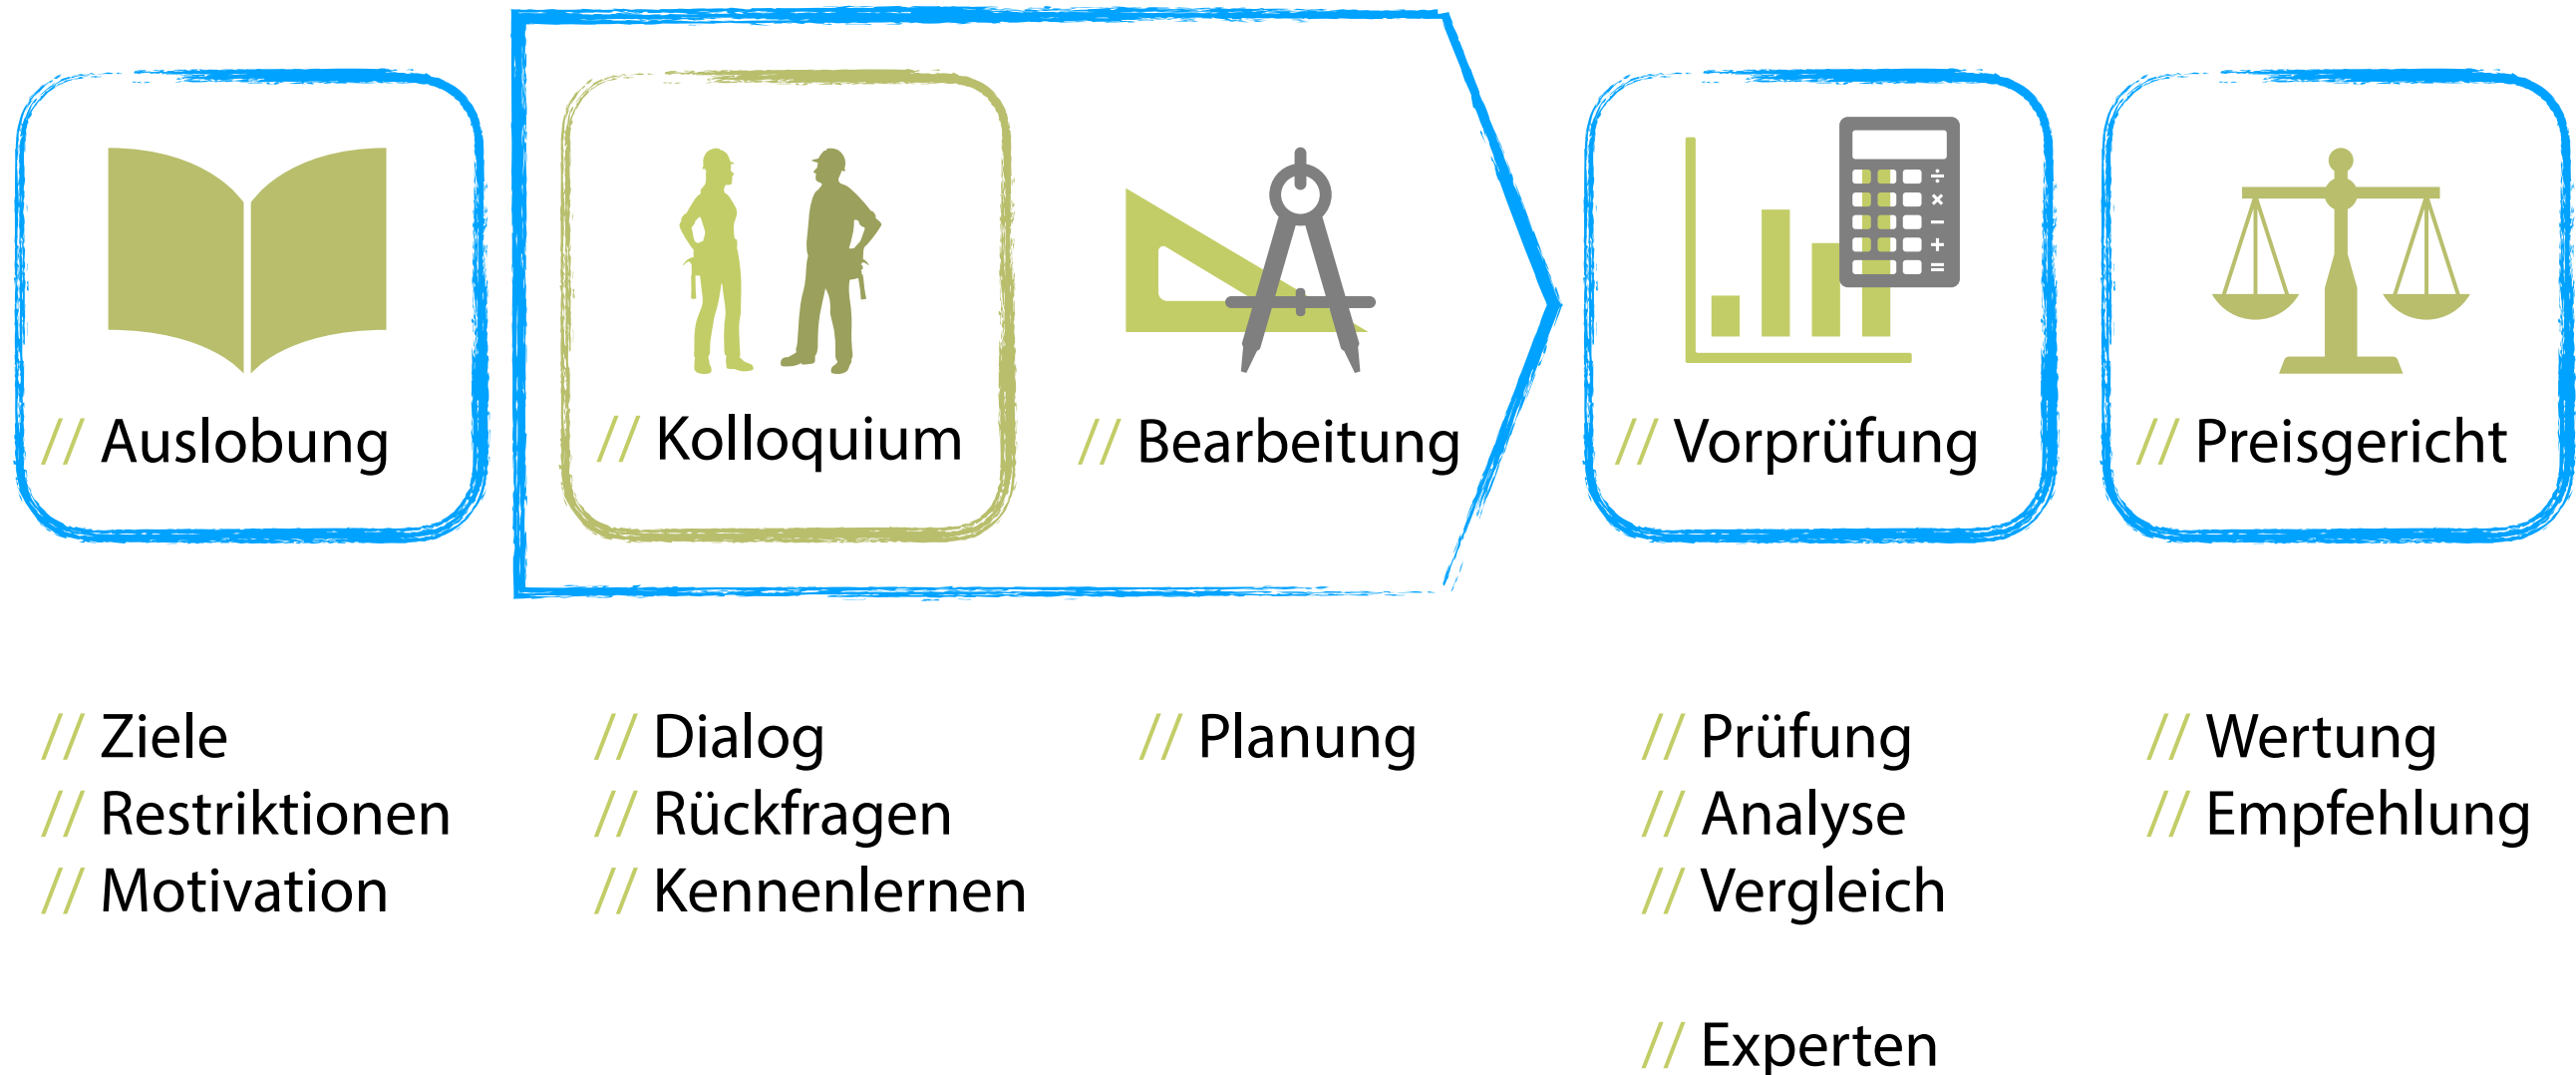 // Auslobung
// Kolloquium
// Bearbeitung
// Vorprüfung
// Preisgericht
// Ziele
// Restriktionen
// Motivation
// Dialog
// Rückfragen
// Kennenlernen
// Planung
// Prüfung
// Analyse
// Vergleich
// Experten
// Wertung
// Empfehlung